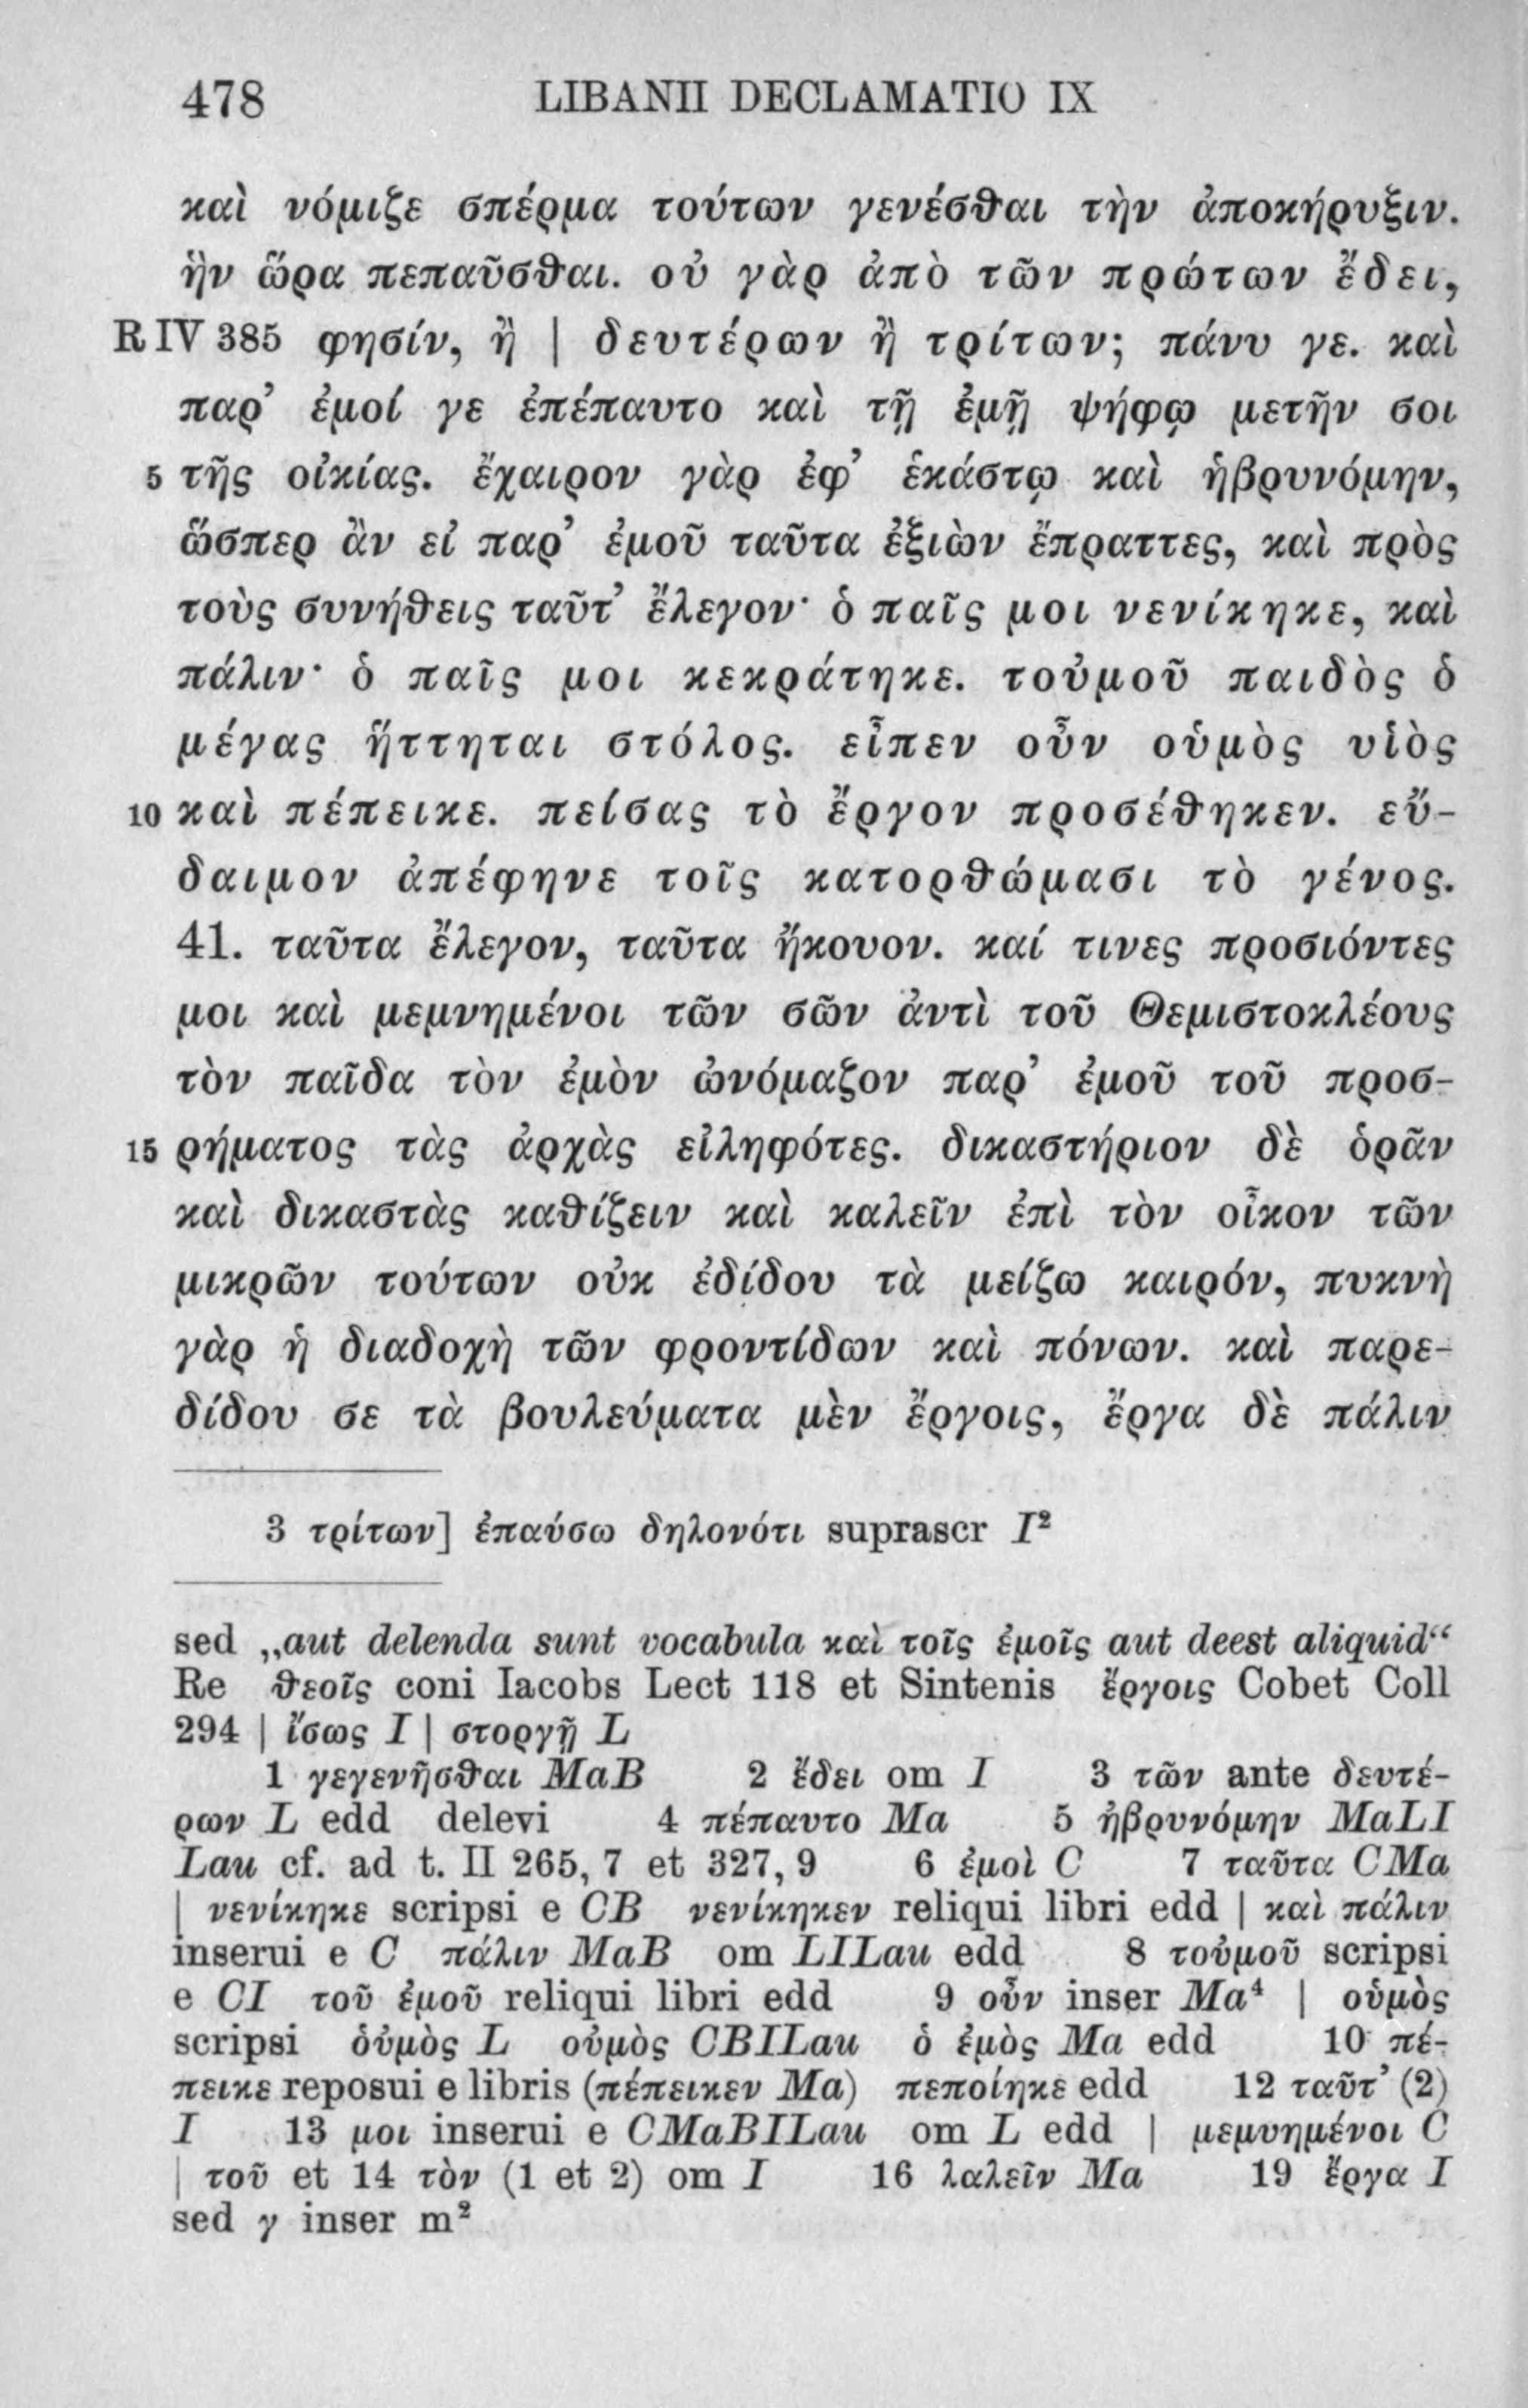 478 LIBANII DECLAMATIO IX
καὶ νόμιζε σπέρμα τούτων γενέσθαι τὴν ἀποκήρυξιν.
ἣν ὥρα πεπαῦσθαι. οὐ γὰρ ἀπὸ τῶν πρώτων ἔδει,
R IV 385 φησίν, ἢ | δευτέρων ἢ τρίτων; πάνυ γε. καὶ
παρ’ ἐμοί γε ἐπέπαυτο καὶ τῇ ἐμῇ ψήφῳ μετῆν σοι
5 τῆς οἰκίας. ἔχαιρον γὰρ ἐφ’ ἑκάστῳ καὶ ἡβρυνόμην,
ὥσπερ ἂν εἰ παρ’ ἐμοῦ ταῦτα ἐξιὼν ἔπραττες, καὶ πρὸς
τοὺς συνήθεις ταῦτ’ ἔλεγον· ὁ παῖς μοι νενίκηκε, καὶ
πάλιν· ὁ παῖς μοι κεκράτηκε. τοὐμοῦ παιδὸς ὁ
μέγας ἥττηται στόλος. εἶπεν οὖν οὑμὸς υἱὸς
10 καὶ πέπεικε. πείσας τὸ ἔργον προσέθηκεν. εὔ-
δαιμον ἀπέφηνε τοῖς κατορθώμασι τὸ γένος.
41. ταῦτα ἔλεγον, ταῦτα ἤκουον. καί τινες προσιόντες
μοι καὶ μεμνημένοι τῶν σῶν ἀντὶ τοῦ Θεμιστοκλέους
τὸν παῖδα τὸν ἐμὸν ὠνόμαζον παρ’ ἐμοῦ τοῦ προσ-
15 ρήματος τὰς ἀρχὰς εἰληφότες. δικαστήριον δὲ ὁρᾶν
καὶ δικαστὰς καθίζειν καὶ καλεῖν ἐπὶ τὸν οἶκον τῶν
μικρῶν τούτων οὐκ ἐδίδου τὰ μείζω καιρόν, πυκνὴ
γὰρ ἡ διαδοχὴ τῶν φροντίδων καὶ πόνων. καὶ παρε-
δίδου σε τὰ βουλεύματα μὲν ἔργοις, ἔργα δὲ πάλιν
3 τρίτων] ἐπαύσω δηλονότι suprascr I²
sed „aut delenda sunt vocabula καὶ τοῖς ἐμοῖς aut deest aliquid“
Re θεοῖς coni Iacobs Lect 118 et Sintenis ἔργοις Cobet Coll
294 | ἴσως I | στοργῇ L
1 γεγενῆσθαι MaB 2 ἔδει om I 3 τῶν ante δευτέ-
ρων L edd delevi 4 πέπαυτο Ma 5 ἠβρυνόμην MaLI
Lau cf. ad t. II 265, 7 et 327, 9 6 ἐμοὶ C 7 ταῦτα CMa
| νενίκηκε scripsi e CB νενίκηκεν reliqui libri edd | καὶ πάλιν
inserui e C πάλιν MaB om LILau edd 8 τοὐμοῦ scripsi
e CI τοῦ ἐμοῦ reliqui libri edd 9 οὖν inser Ma⁴ | οὑμὸς
scripsi ὁὐμὸς L οὐμὸς CBILau ὁ ἐμὸς Ma edd 10 πέ-
πεικε reposui e libris (πέπεικεν Ma) πεποίηκε edd 12 ταῦτ’ (2)
I 13 μοι inserui e CMaBILau om L edd | μεμυημένοι C
| τοῦ et 14 τὸν (1 et 2) om I 16 λαλεῖν Ma 19 ἔργα I
sed γ inser m²